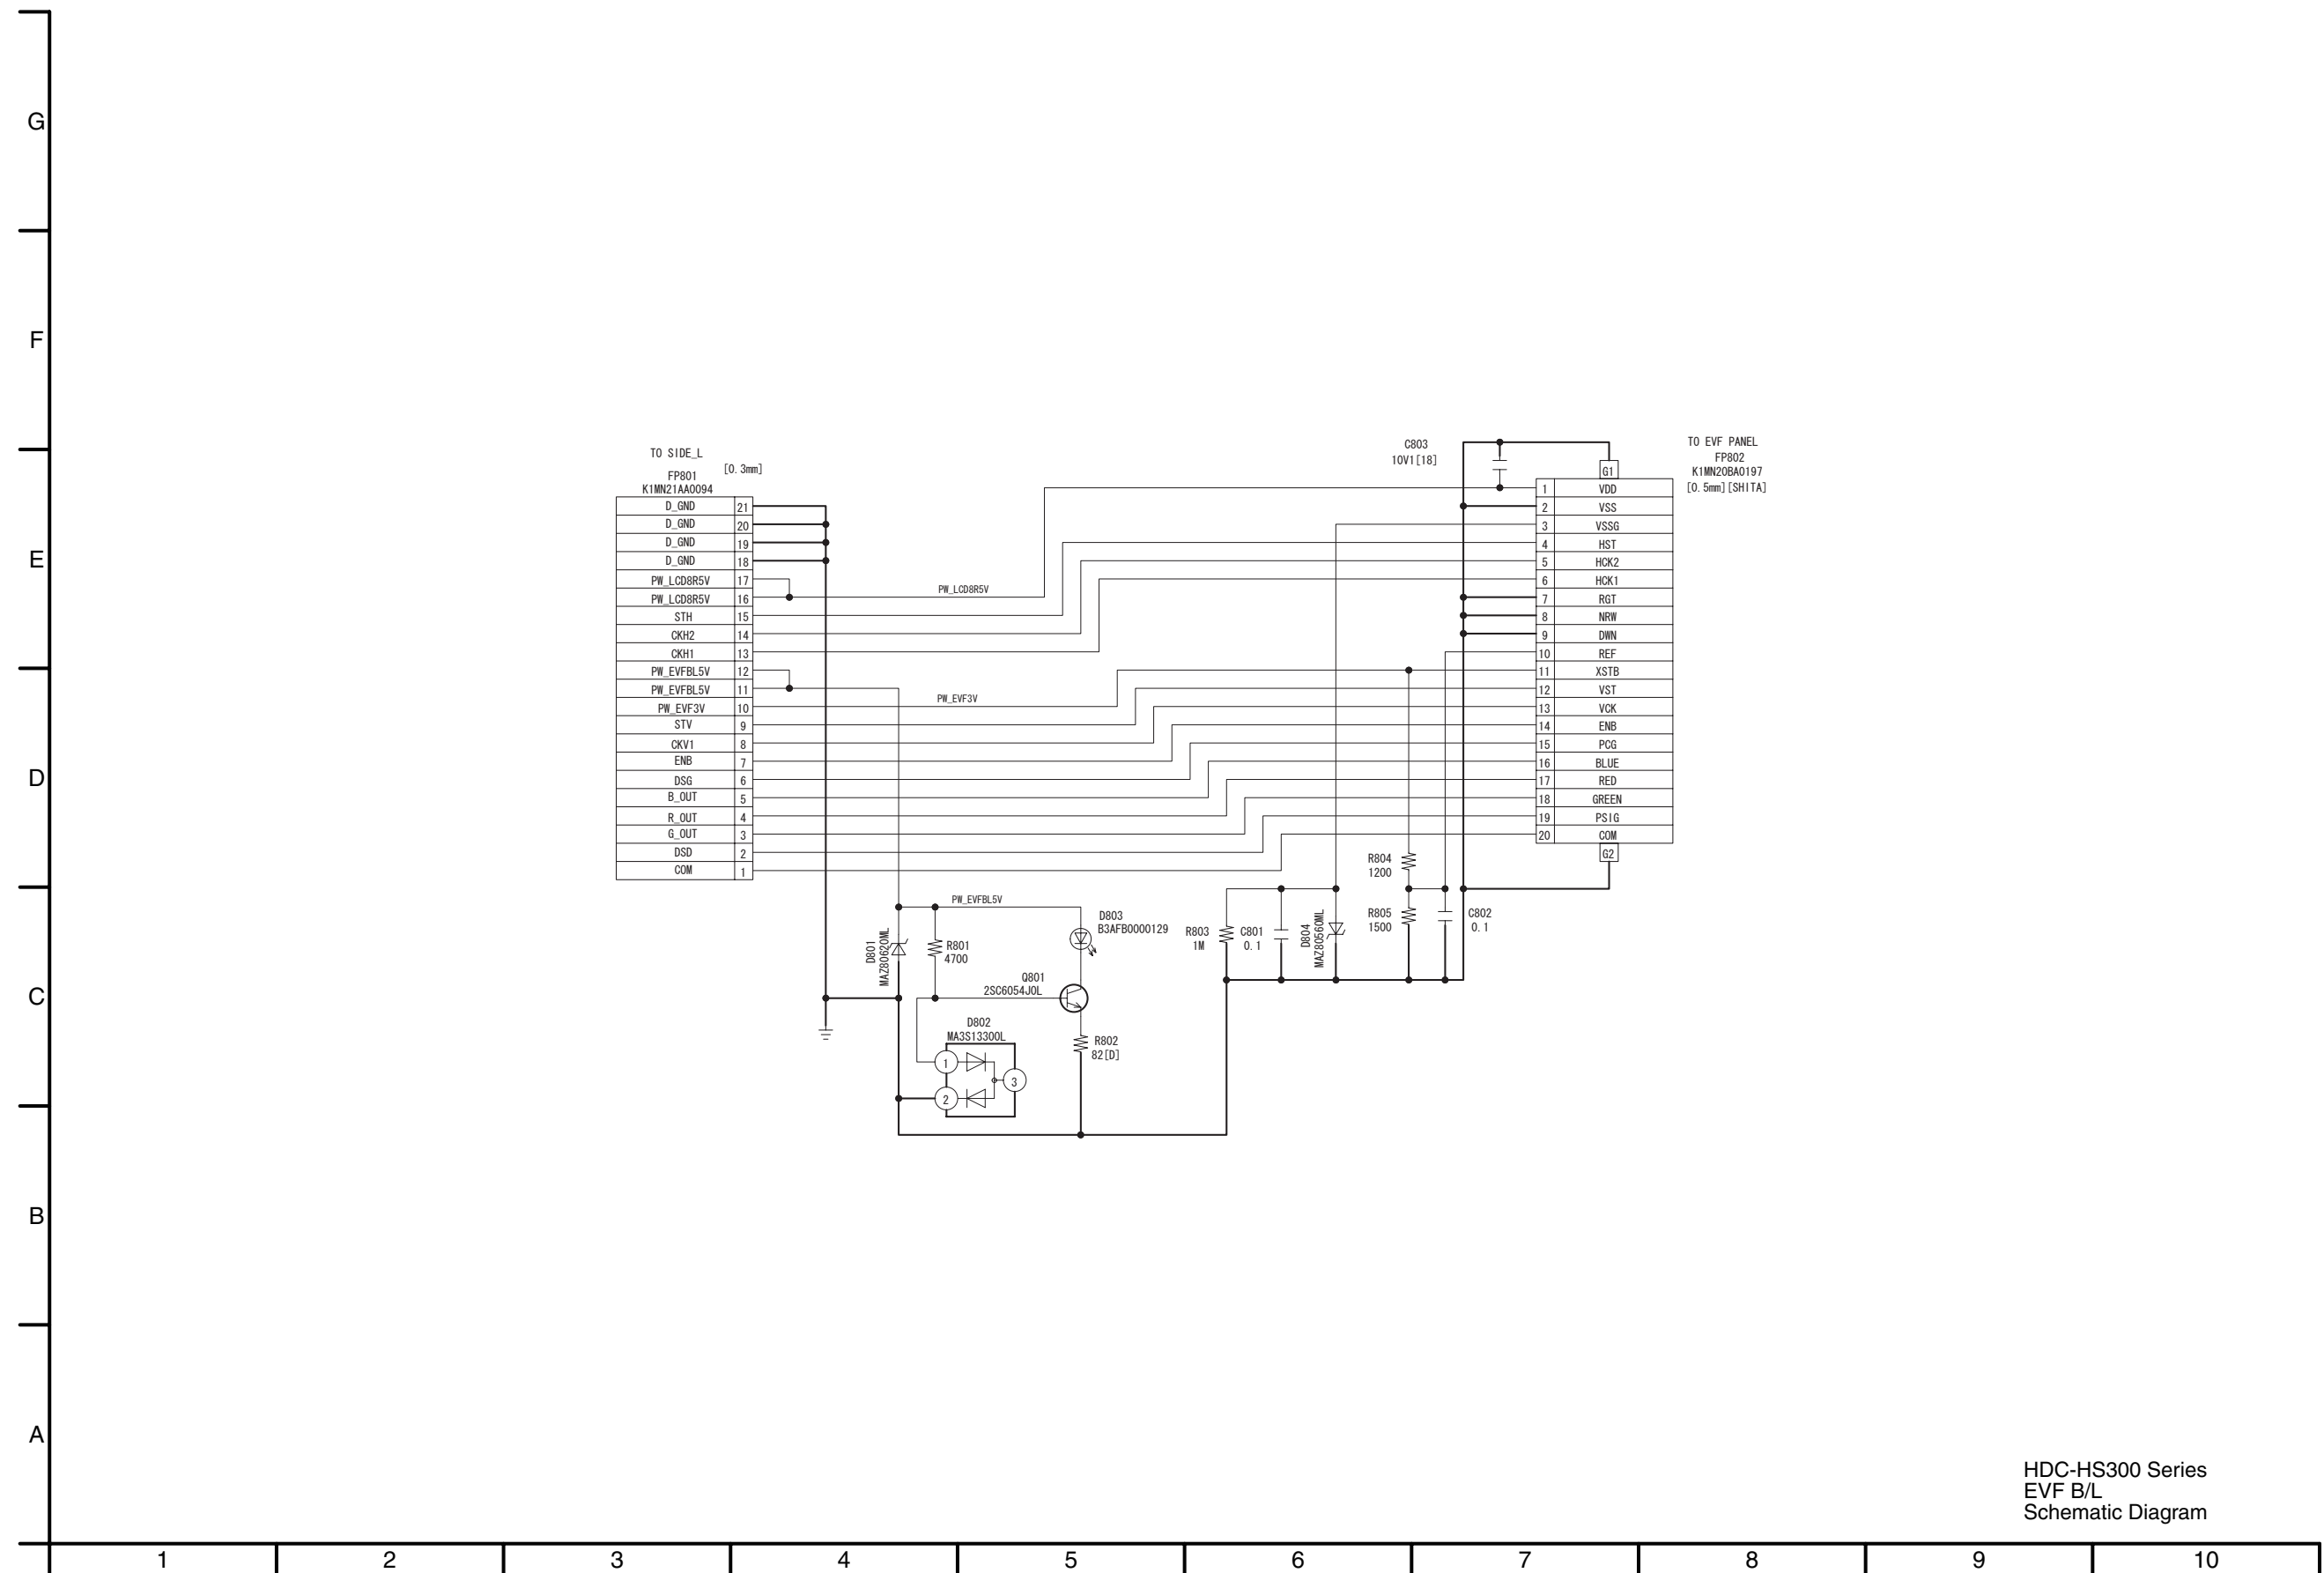 G
F
E
D
C
B
A
TO SIDE_L
[0.3mm]
FP801
K1MN21AA0094
D_GND 21
D_GND 20
D_GND 19
D_GND 18
PW_LCD8R5V 17
PW_LCD8R5V 16
STH 15
CKH2 14
CKH1 13
PW_EVFBL5V 12
PW_EVFBL5V 11
PW_EVF3V 10
STV 9
CKV1 8
ENB 7
DSG 6
B_OUT 5
R_OUT 4
G_OUT 3
DSD 2
COM 1
PW_LCD8R5V
PW_EVF3V
C803
10V1[18]
TO EVF PANEL
FP802
K1MN20BA0197
[0.5mm][SHITA]
G1
1 VDD
2 VSS
3 VSSG
4 HST
5 HCK2
6 HCK1
7 RGT
8 NRW
9 DWN
10 REF
11 XSTB
12 VST
13 VCK
14 ENB
15 PCG
16 BLUE
17 RED
18 GREEN
19 PSIG
20 COM
G2
PW_EVFBL5V
D801
MAZ80620ML
R801
4700
D803
B3AFB0000129
Q801
2SC6054J0L
D802
MA3S13300L
1
2
3
R802
82[D]
R803
1M
C801
0.1
D804
MAZ80560ML
R804
1200
R805
1500
C802
0.1
HDC-HS300 Series
EVF B/L
Schematic Diagram
1 2 3 4 5 6 7 8 9 10